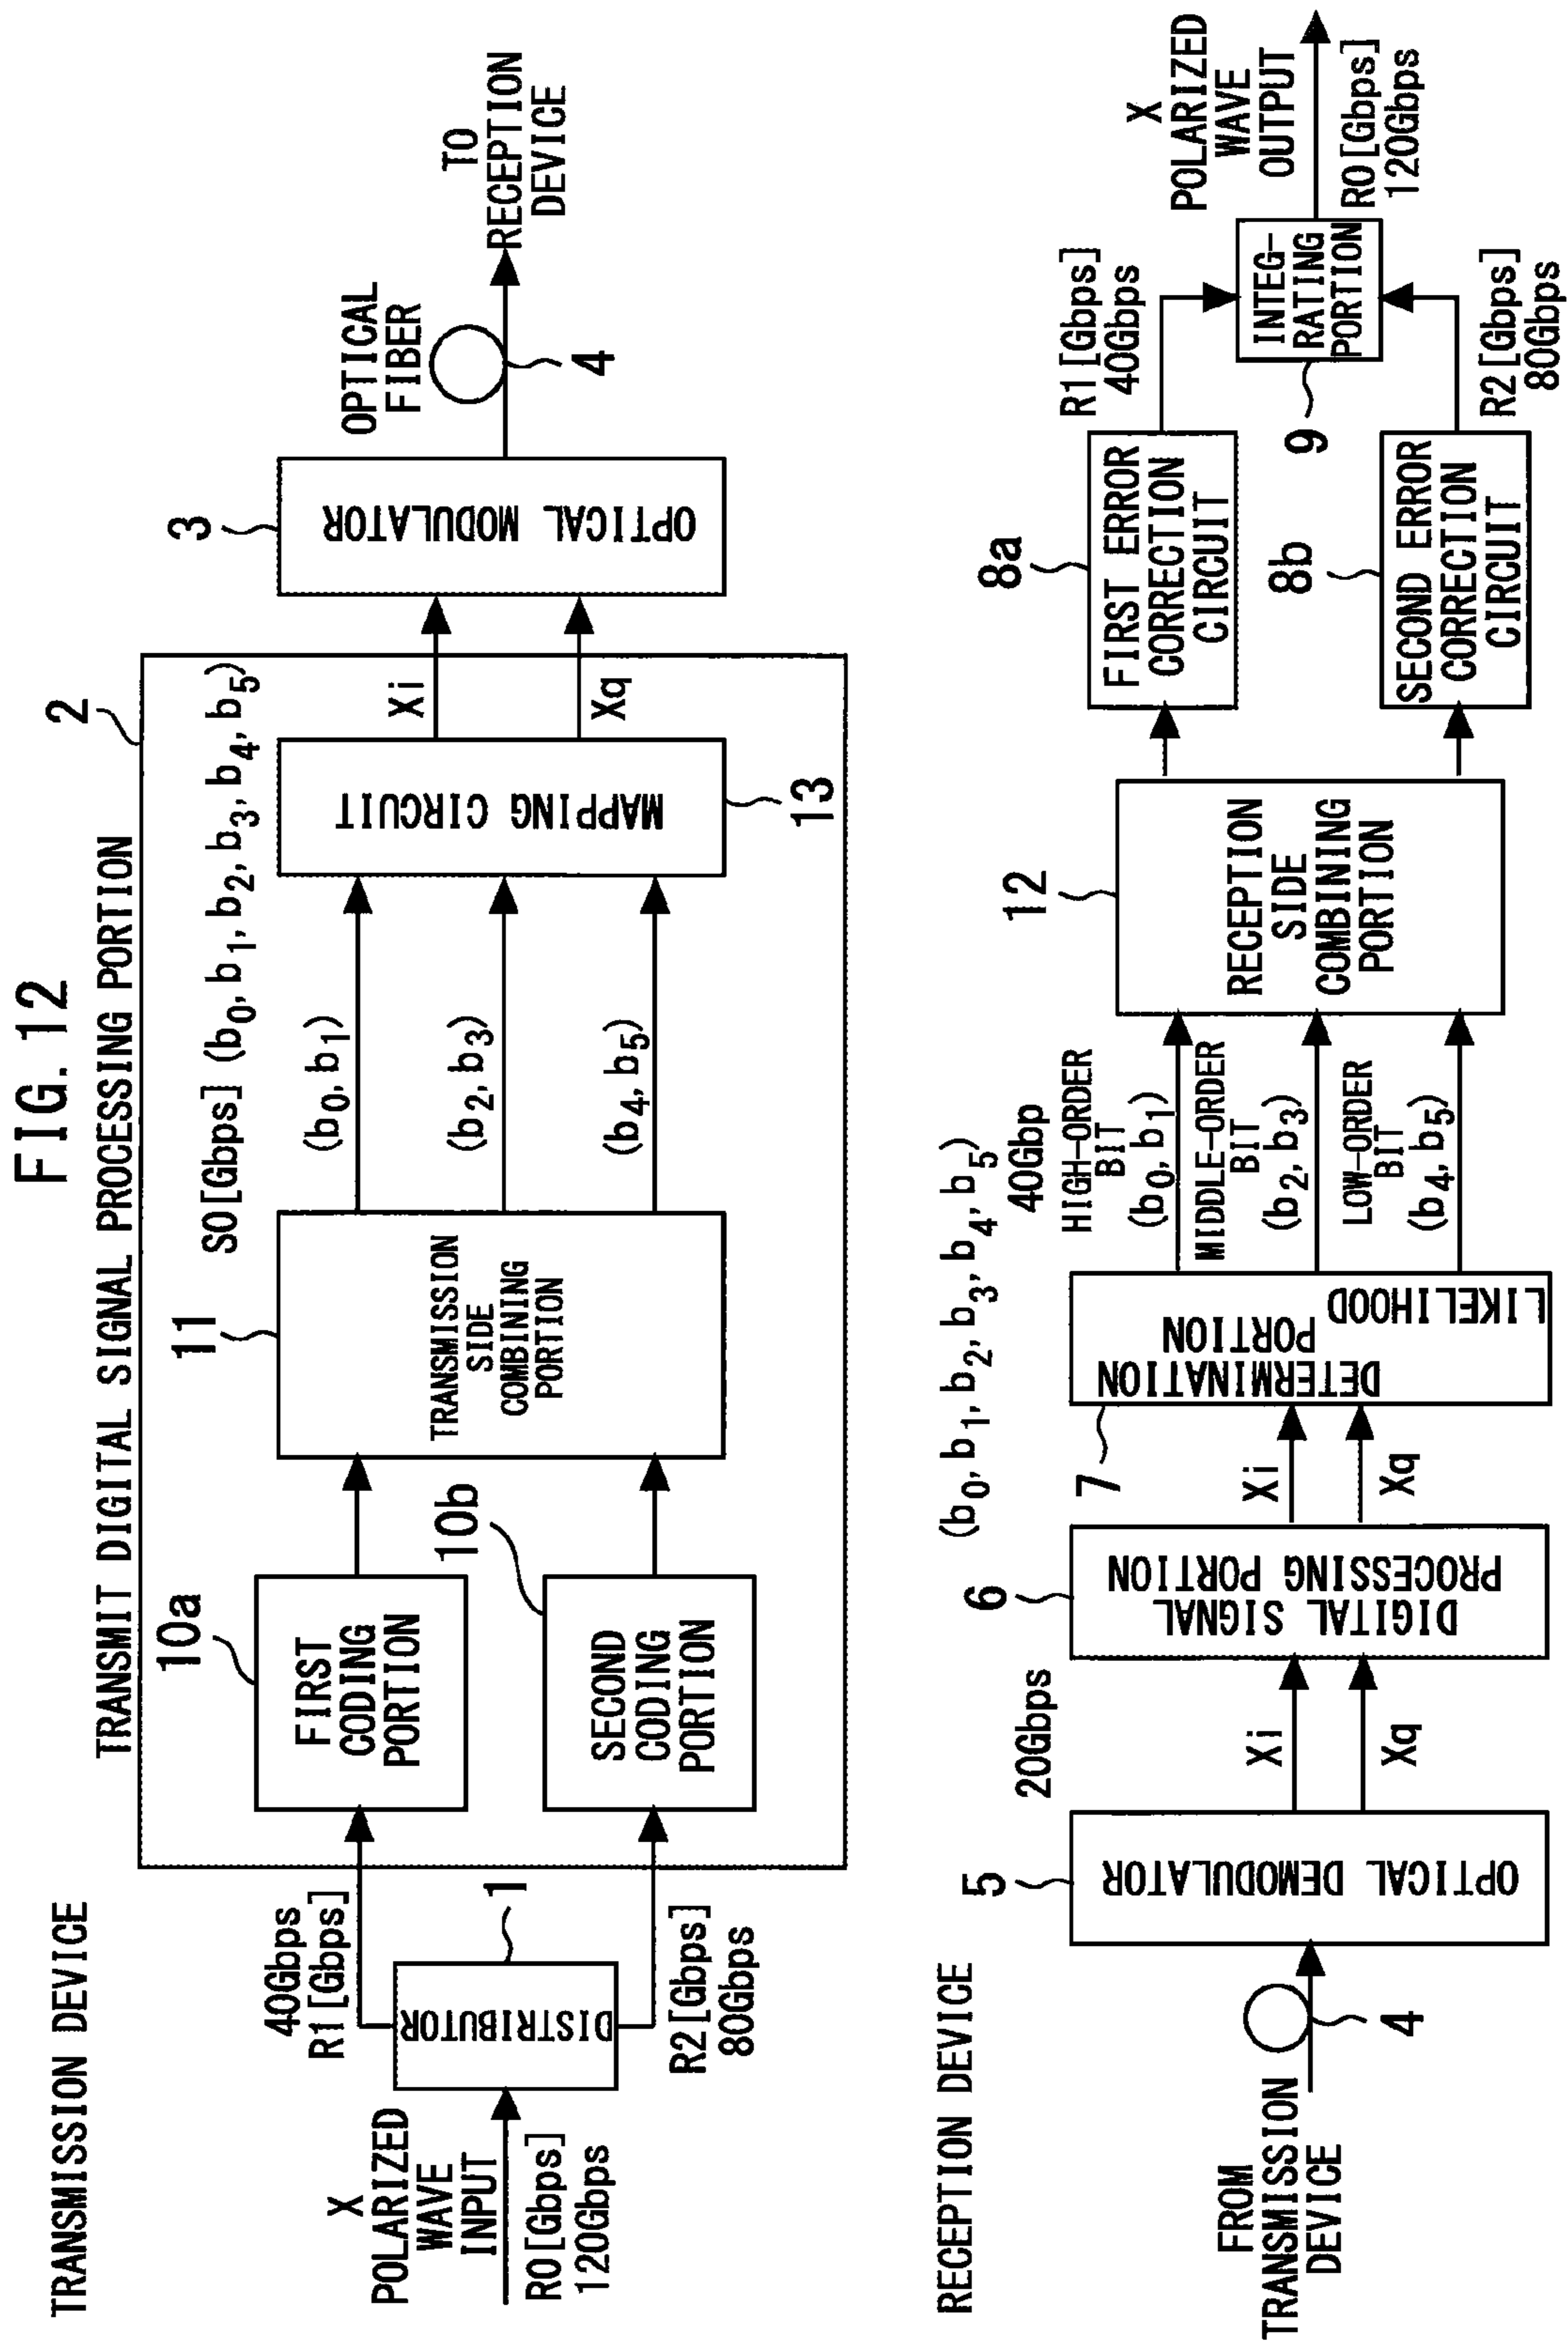 FIG. 12
TRANSMISSION DEVICE
TRANSMIT DIGITAL SIGNAL PROCESSING PORTION
2
X
POLARIZED
WAVE
INPUT
R0[Gbps]
120Gbps
DISTRIBUTOR
1
40Gbps
R1[Gbps]
R2[Gbps]
80Gbps
10a
FIRST
CODING
PORTION
10b
SECOND
CODING
PORTION
11
TRANSMISSION
SIDE
COMBINING
PORTION
S0[Gbps] (b0, b1, b2, b3, b4, b5)
(b0, b1)
(b2, b3)
(b4, b5)
MAPPING CIRCUIT
13
Xi
Xq
3
OPTICAL MODULATOR
OPTICAL
FIBER
4
TO
RECEPTION
DEVICE
RECEPTION DEVICE
FROM
TRANSMISSION
DEVICE
4
5
OPTICAL DEMODULATOR
20Gbps
Xi
Xq
6
DIGITAL SIGNAL
PROCESSING PORTION
Xi
Xq
(b0, b1, b2, b3, b4, b5)
7
LIKELIHOOD
DETERMINATION
PORTION
40Gbp
HIGH-ORDER
BIT
(b0, b1)
MIDDLE-ORDER
BIT
(b2, b3)
LOW-ORDER
BIT
(b4, b5)
12
RECEPTION
SIDE
COMBINING
PORTION
8a
FIRST ERROR
CORRECTION
CIRCUIT
8b
SECOND ERROR
CORRECTION
CIRCUIT
R1[Gbps]
40Gbps
R2[Gbps]
80Gbps
9
INTEG-
RATING
PORTION
X
POLARIZED
WAVE
OUTPUT
R0[Gbps]
120Gbps